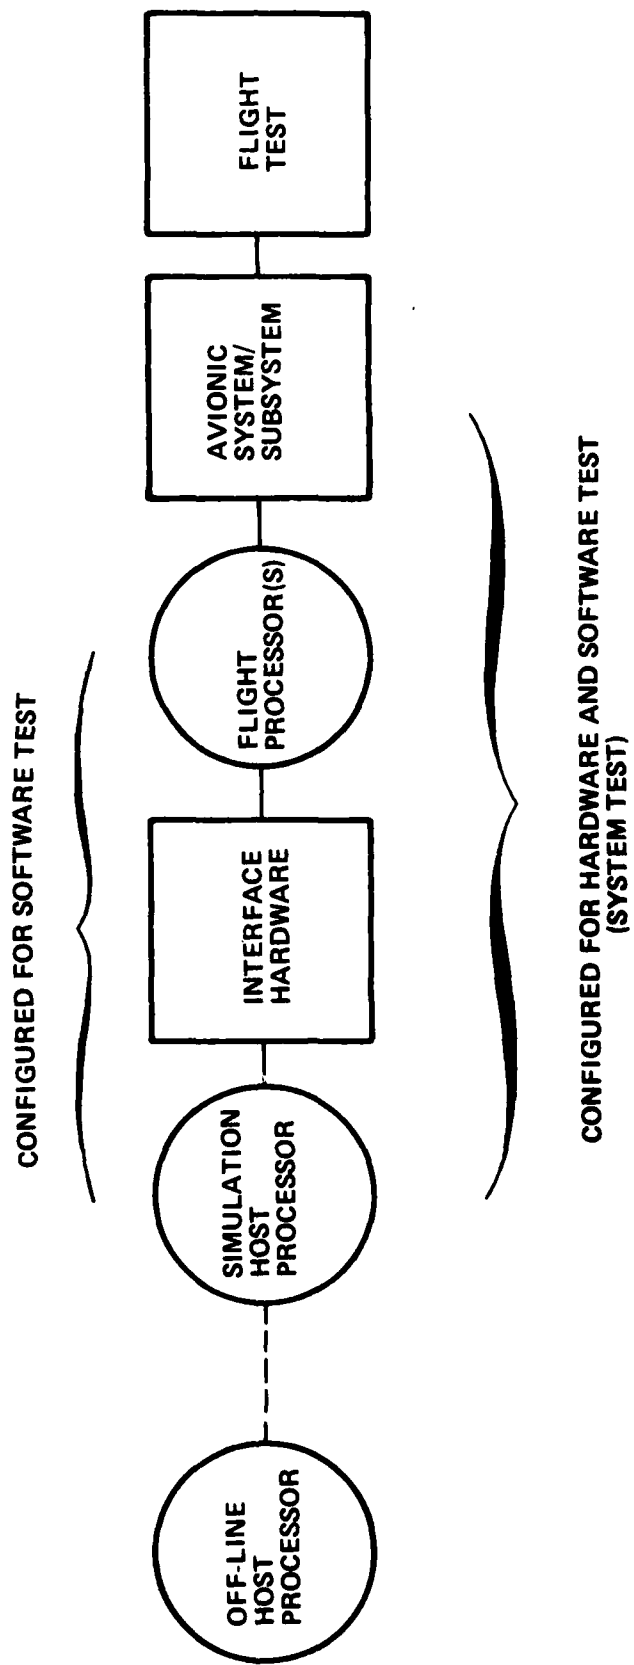 CONFIGURED FOR SOFTWARE TEST
OFF-LINE
HOST
PROCESSOR
SIMULATION
HOST
PROCESSOR
INTERFACE
HARDWARE
FLIGHT
PROCESSOR(S)
AVIONIC
SYSTEM/
SUBSYSTEM
FLIGHT
TEST
CONFIGURED FOR HARDWARE AND SOFTWARE TEST
(SYSTEM TEST)